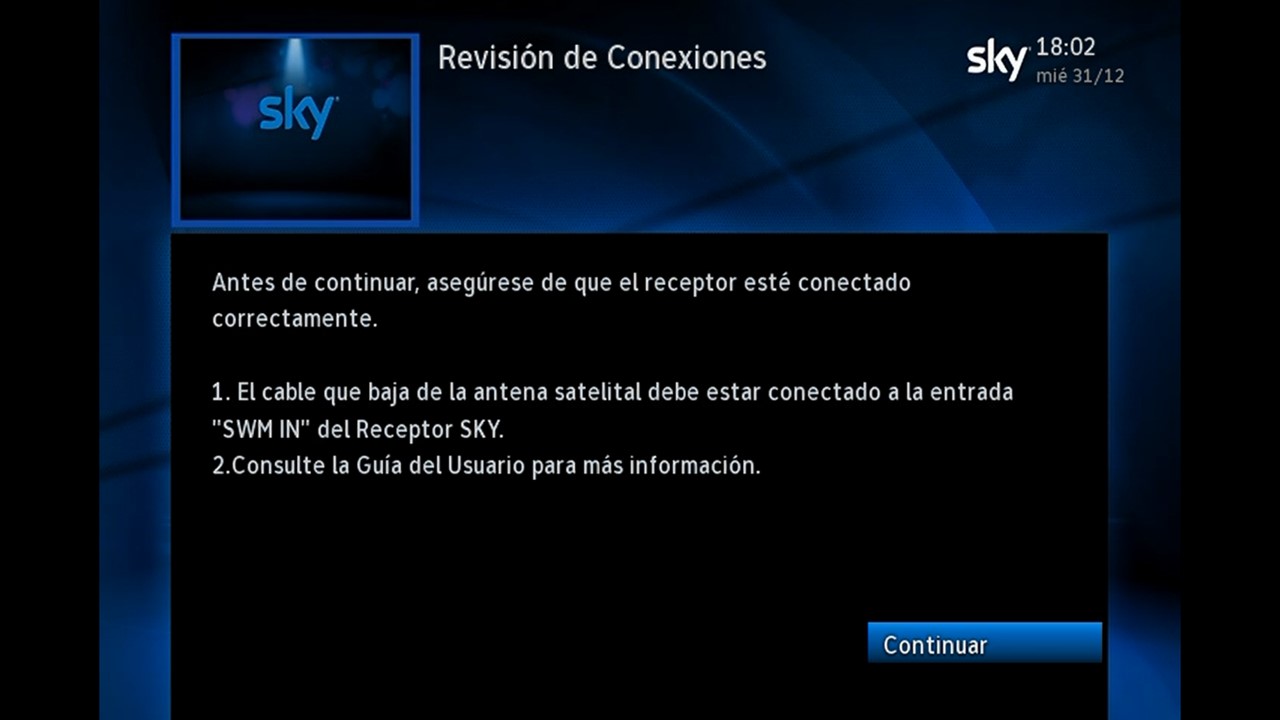 Revisión de Conexiones
sky 18:02
mié 31/12
sky
Antes de continuar, asegúrese de que el receptor esté conectado
correctamente.
1. El cable que baja de la antena satelital debe estar conectado a la entrada
"SWM IN" del Receptor SKY.
2.Consulte la Guía del Usuario para más información.
Continuar